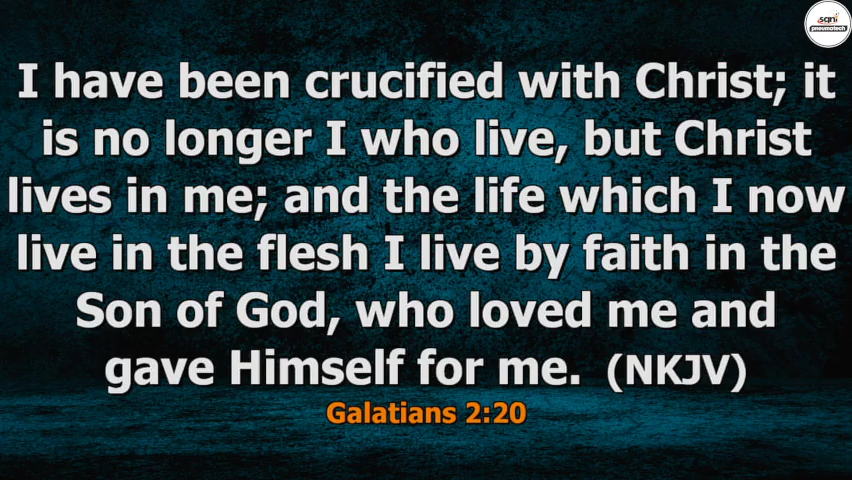 sqni
pneumatech
I have been crucified with Christ; it
is no longer I who live, but Christ
lives in me; and the life which I now
live in the flesh I live by faith in the
Son of God, who loved me and
gave Himself for me. (NKJV)
Galatians 2:20